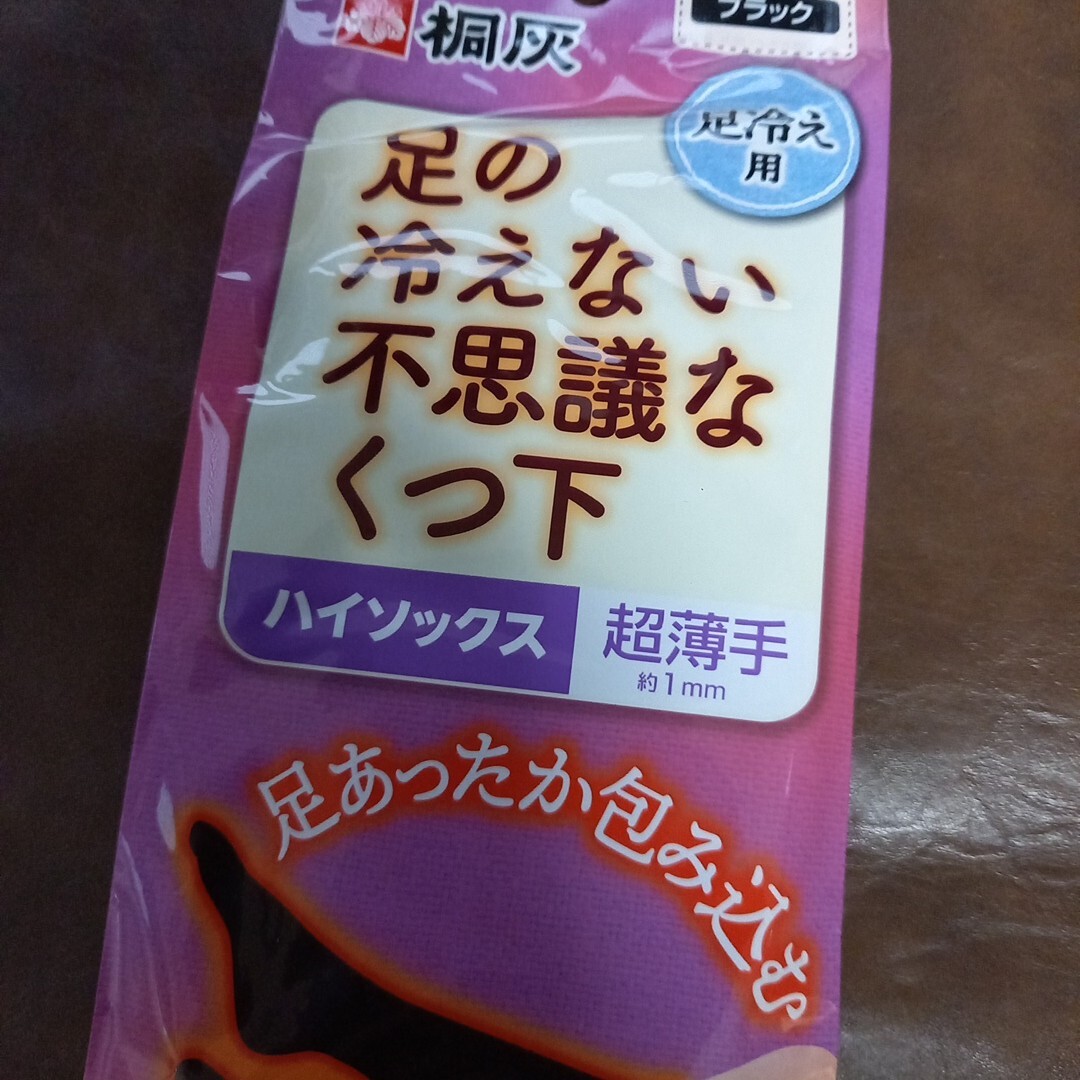 桐灰
ブラック
足冷え
用
足の
冷えない
不思議な
くつ下
ハイソックス
超薄手
約1mm
足あったか包み込む